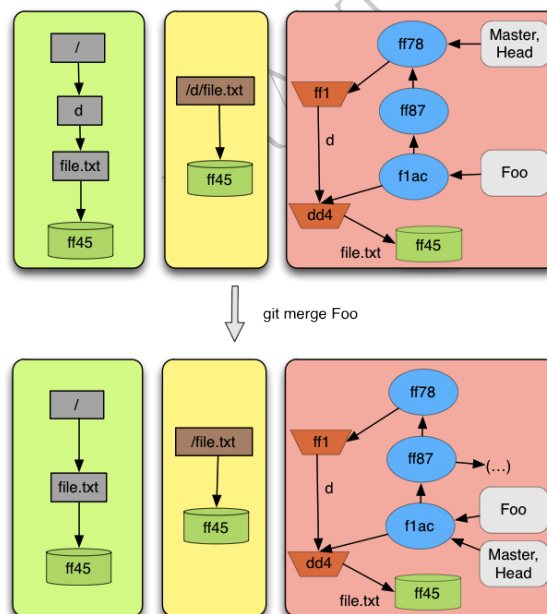 /
d
file.txt
ff45
/d/file.txt
ff45
ff78
Master,
Head
ff1
ff87
d
f1ac
Foo
dd4
file.txt
ff45
git merge Foo
/
file.txt
ff45
/file.txt
ff45
ff78
ff1
ff87
(...)
d
Foo
f1ac
Master,
Head
dd4
file.txt
ff45